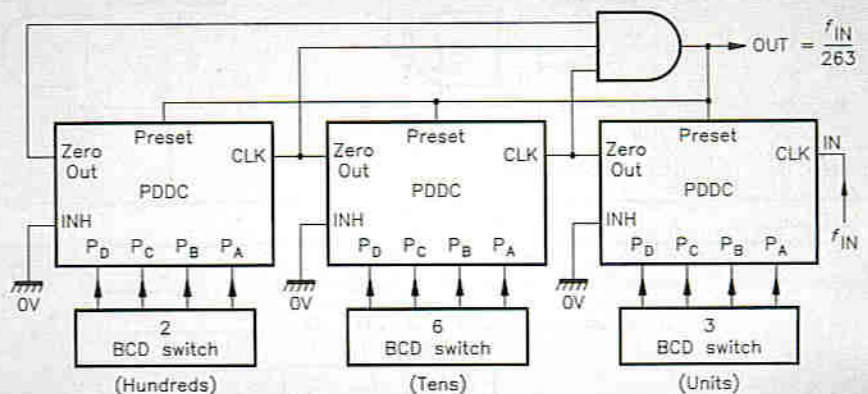 OUT = f_IN / 263
Preset
Zero Out
CLK
PDDC
INH
P_D P_C P_B P_A
0V
2
BCD switch
(Hundreds)
Preset
Zero Out
CLK
PDDC
INH
P_D P_C P_B P_A
0V
6
BCD switch
(Tens)
Preset
Zero Out
CLK
IN
PDDC
INH
f_IN
P_D P_C P_B P_A
0V
3
BCD switch
(Units)